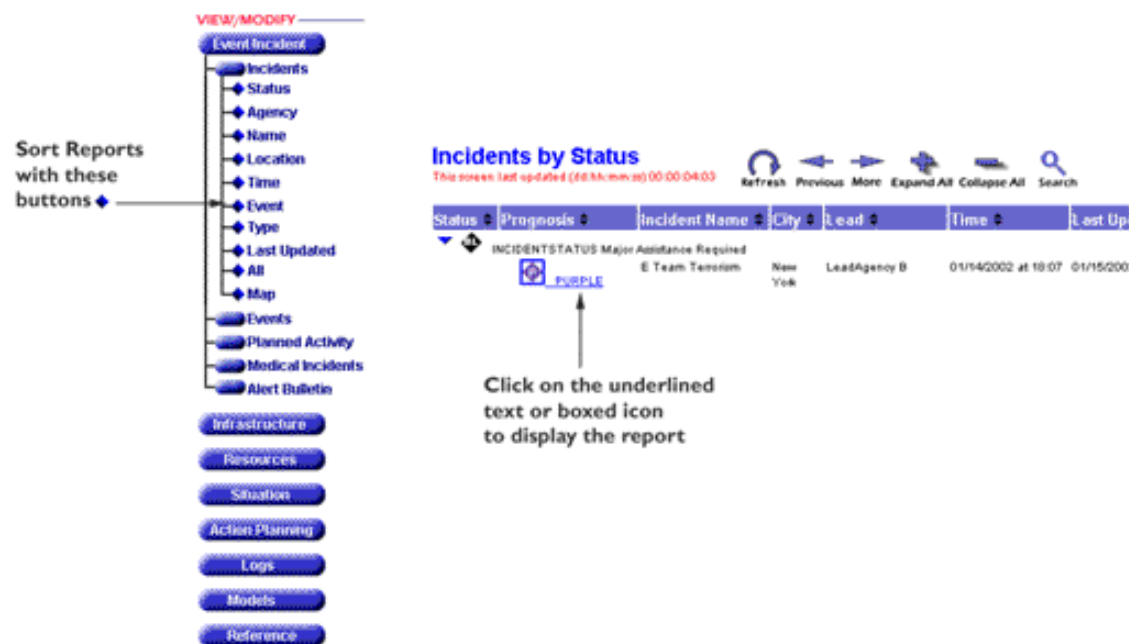 VIEW/MODIFY
Event/Incident
Incidents
Status
Agency
Name
Location
Time
Event
Type
Last Updated
All
Map
Events
Planned Activity
Medical Incidents
Alert Bulletin
Infrastructure
Resources
Situation
Action Planning
Logs
Models
Reference
Sort Reports
with these
buttons
Incidents by Status
This screen last updated (dd:hh:mm:ss) 00:00:04:03
Refresh Previous More Expand All Collapse All Search
Status Prognosis Incident Name City Lead Time Last Up
INCIDENTSTATUS Major Assistance Required
E Team Terrorism New LeadAgency B 01/14/2002 at 18:07 01/15/200
PURPLE York
Click on the underlined
text or boxed icon
to display the report